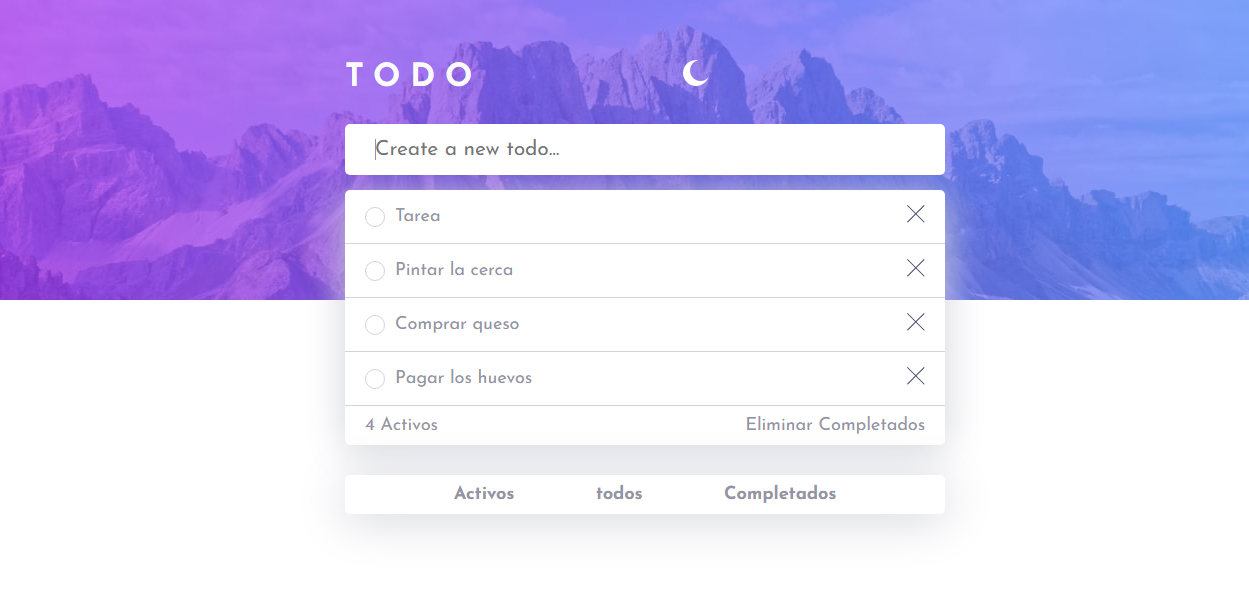 TODO
Create a new todo...
Tarea
Pintar la cerca
Comprar queso
Pagar los huevos
4 Activos Eliminar Completados
Activos todos Completados